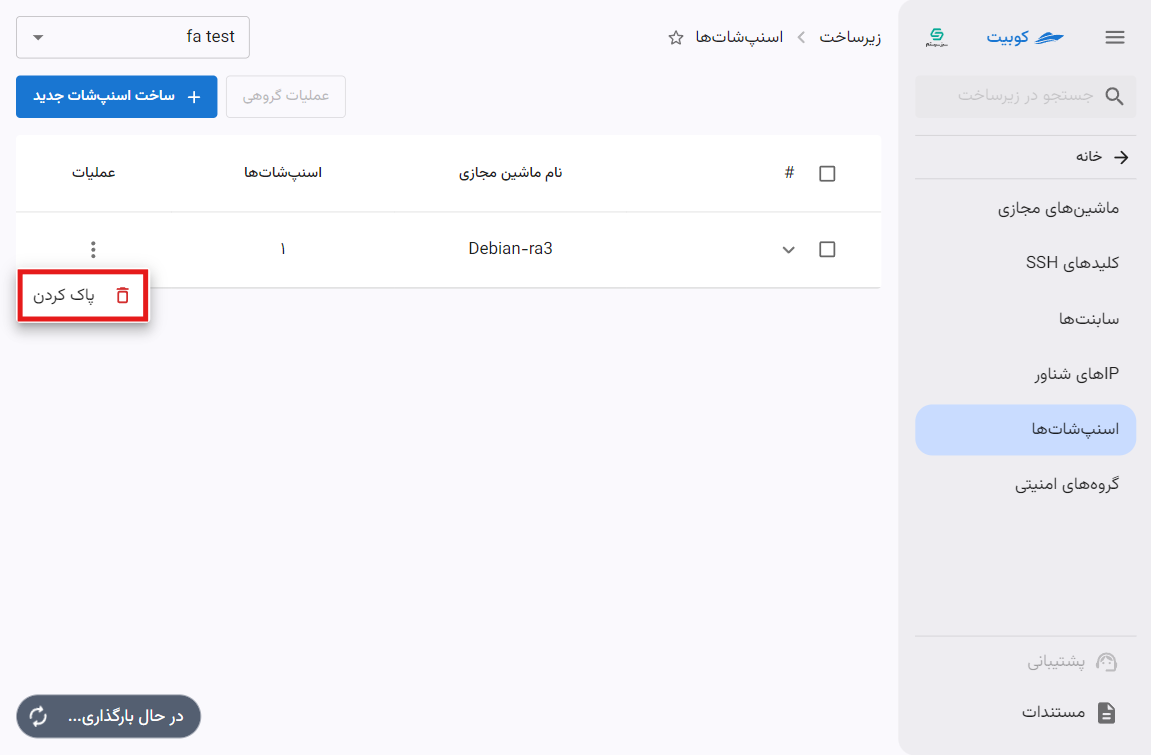 کوبیت
جستجو در زیرساخت
خانه
ماشین‌های مجازی
کلیدهای SSH
سابنت‌ها
IPهای شناور
اسنپ‌شات‌ها
گروه‌های امنیتی
پشتیبانی
مستندات
زیرساخت
اسنپ‌شات‌ها
fa test
عملیات گروهی
ساخت اسنپ‌شات جدید
# نام ماشین مجازی اسنپ‌شات‌ها عملیات
Debian-ra3 ۱
پاک کردن
در حال بارگذاری...